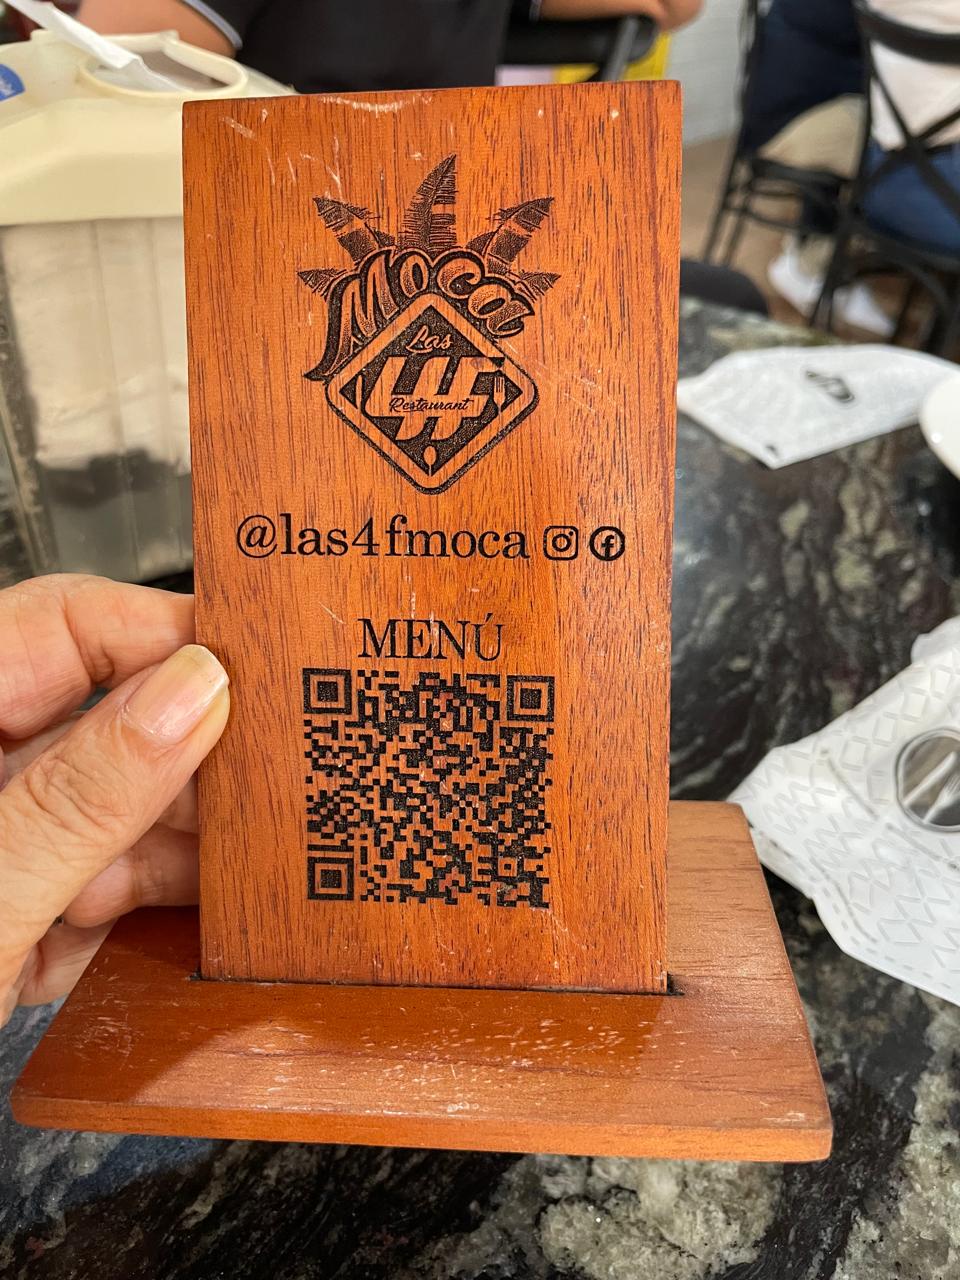 Moca
Las
4F
Restaurant
@las4fmoca
MENÚ